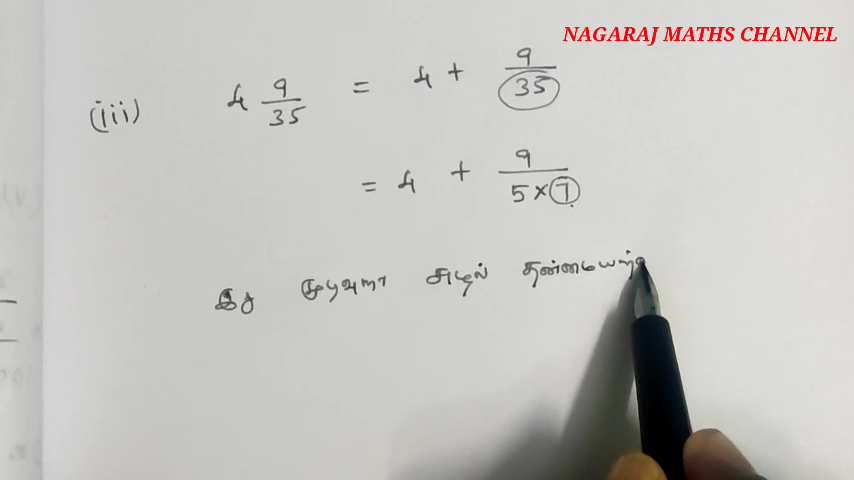 NAGARAJ MATHS CHANNEL
(iii) 4 9/35 = 4 + 9/35
= 4 + 9/5×7
இது முடிவுறா சுழல் தன்மை